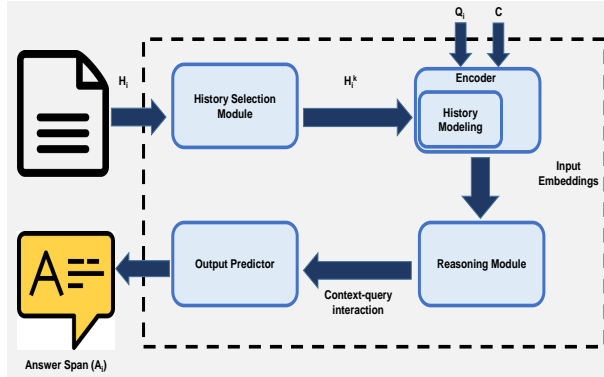 Qi C
Hi
History Selection
Module
Hik
Encoder
History
Modeling
Input
Embeddings
Output Predictor
Reasoning Module
Context-query
interaction
A
Answer Span (Ai)